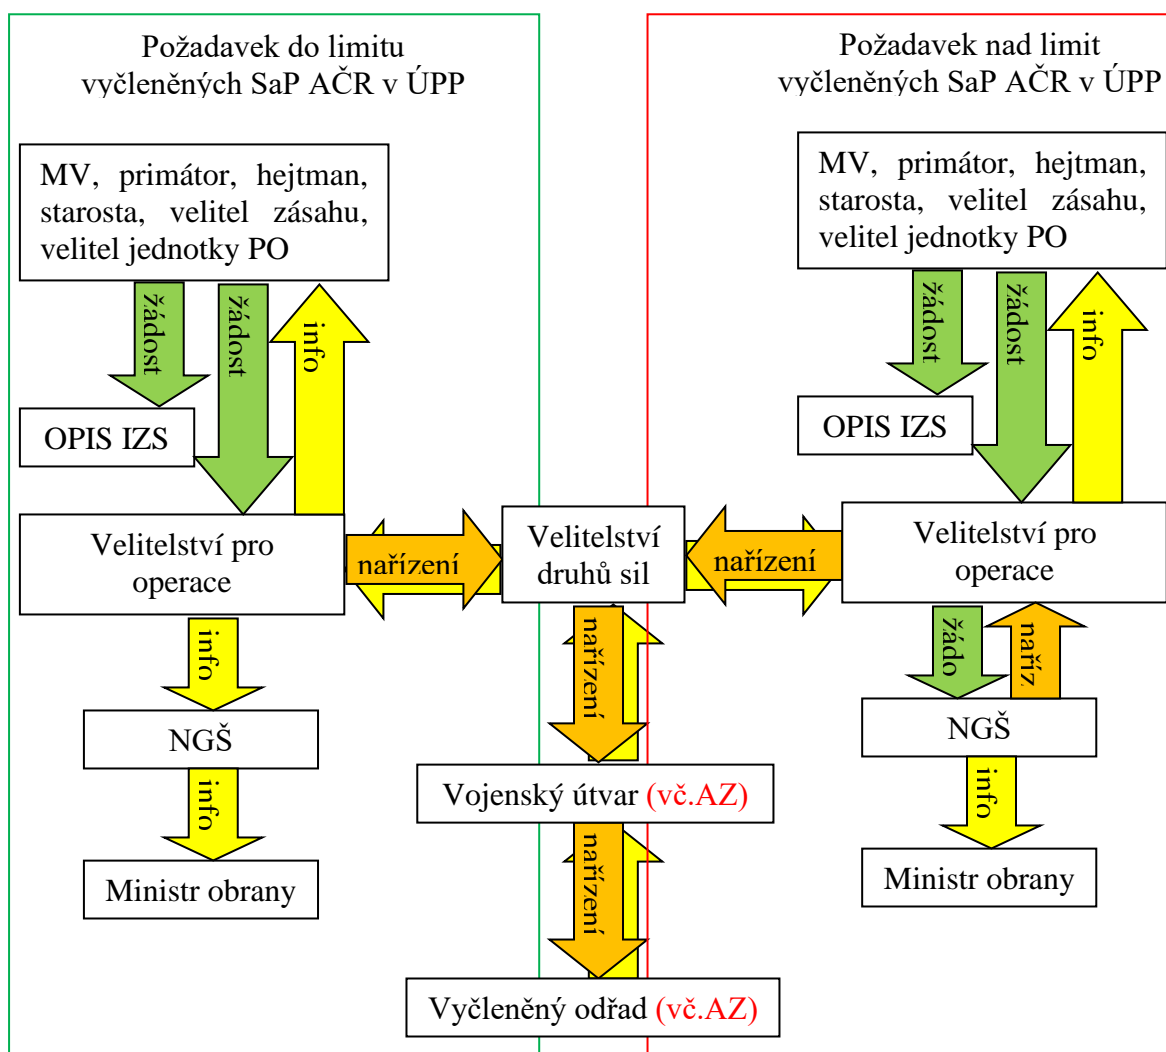 Požadavek do limitu
vyčleněných SaP AČR v ÚPP
MV, primátor, hejtman,
starosta, velitel zásahu,
velitel jednotky PO
žádost
žádost
info
OPIS IZS
Velitelství pro
operace
info
NGŠ
info
Ministr obrany
nařízení
Velitelství
druhů sil
nařízení
nařízení
Vojenský útvar (vč.AZ)
nařízení
Vyčleněný odřad (vč.AZ)
Požadavek nad limit
vyčleněných SaP AČR v ÚPP
MV, primátor, hejtman,
starosta, velitel zásahu,
velitel jednotky PO
žádost
žádost
info
OPIS IZS
Velitelství pro
operace
žádo
naříz
NGŠ
info
Ministr obrany